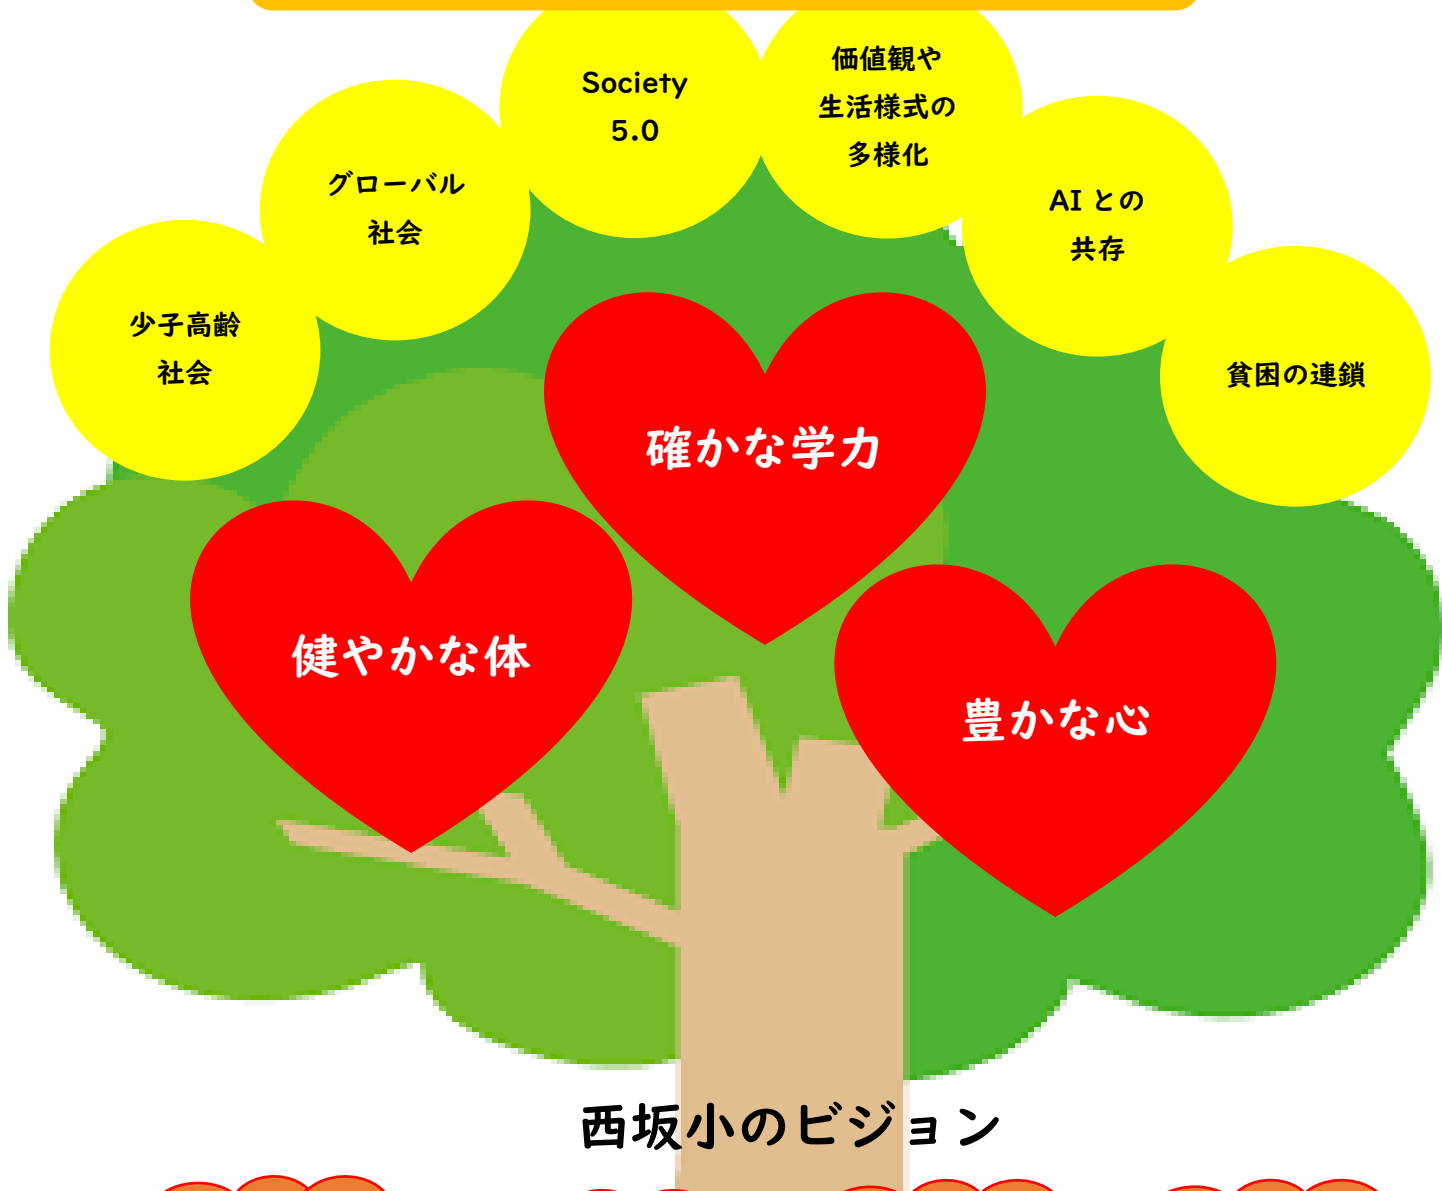 Society
5.0
価値観や
生活様式の
多様化
グローバル
社会
AI との
共存
少子高齢
社会
貧困の連鎖
確かな学力
健やかな体
豊かな心
西坂小のビジョン